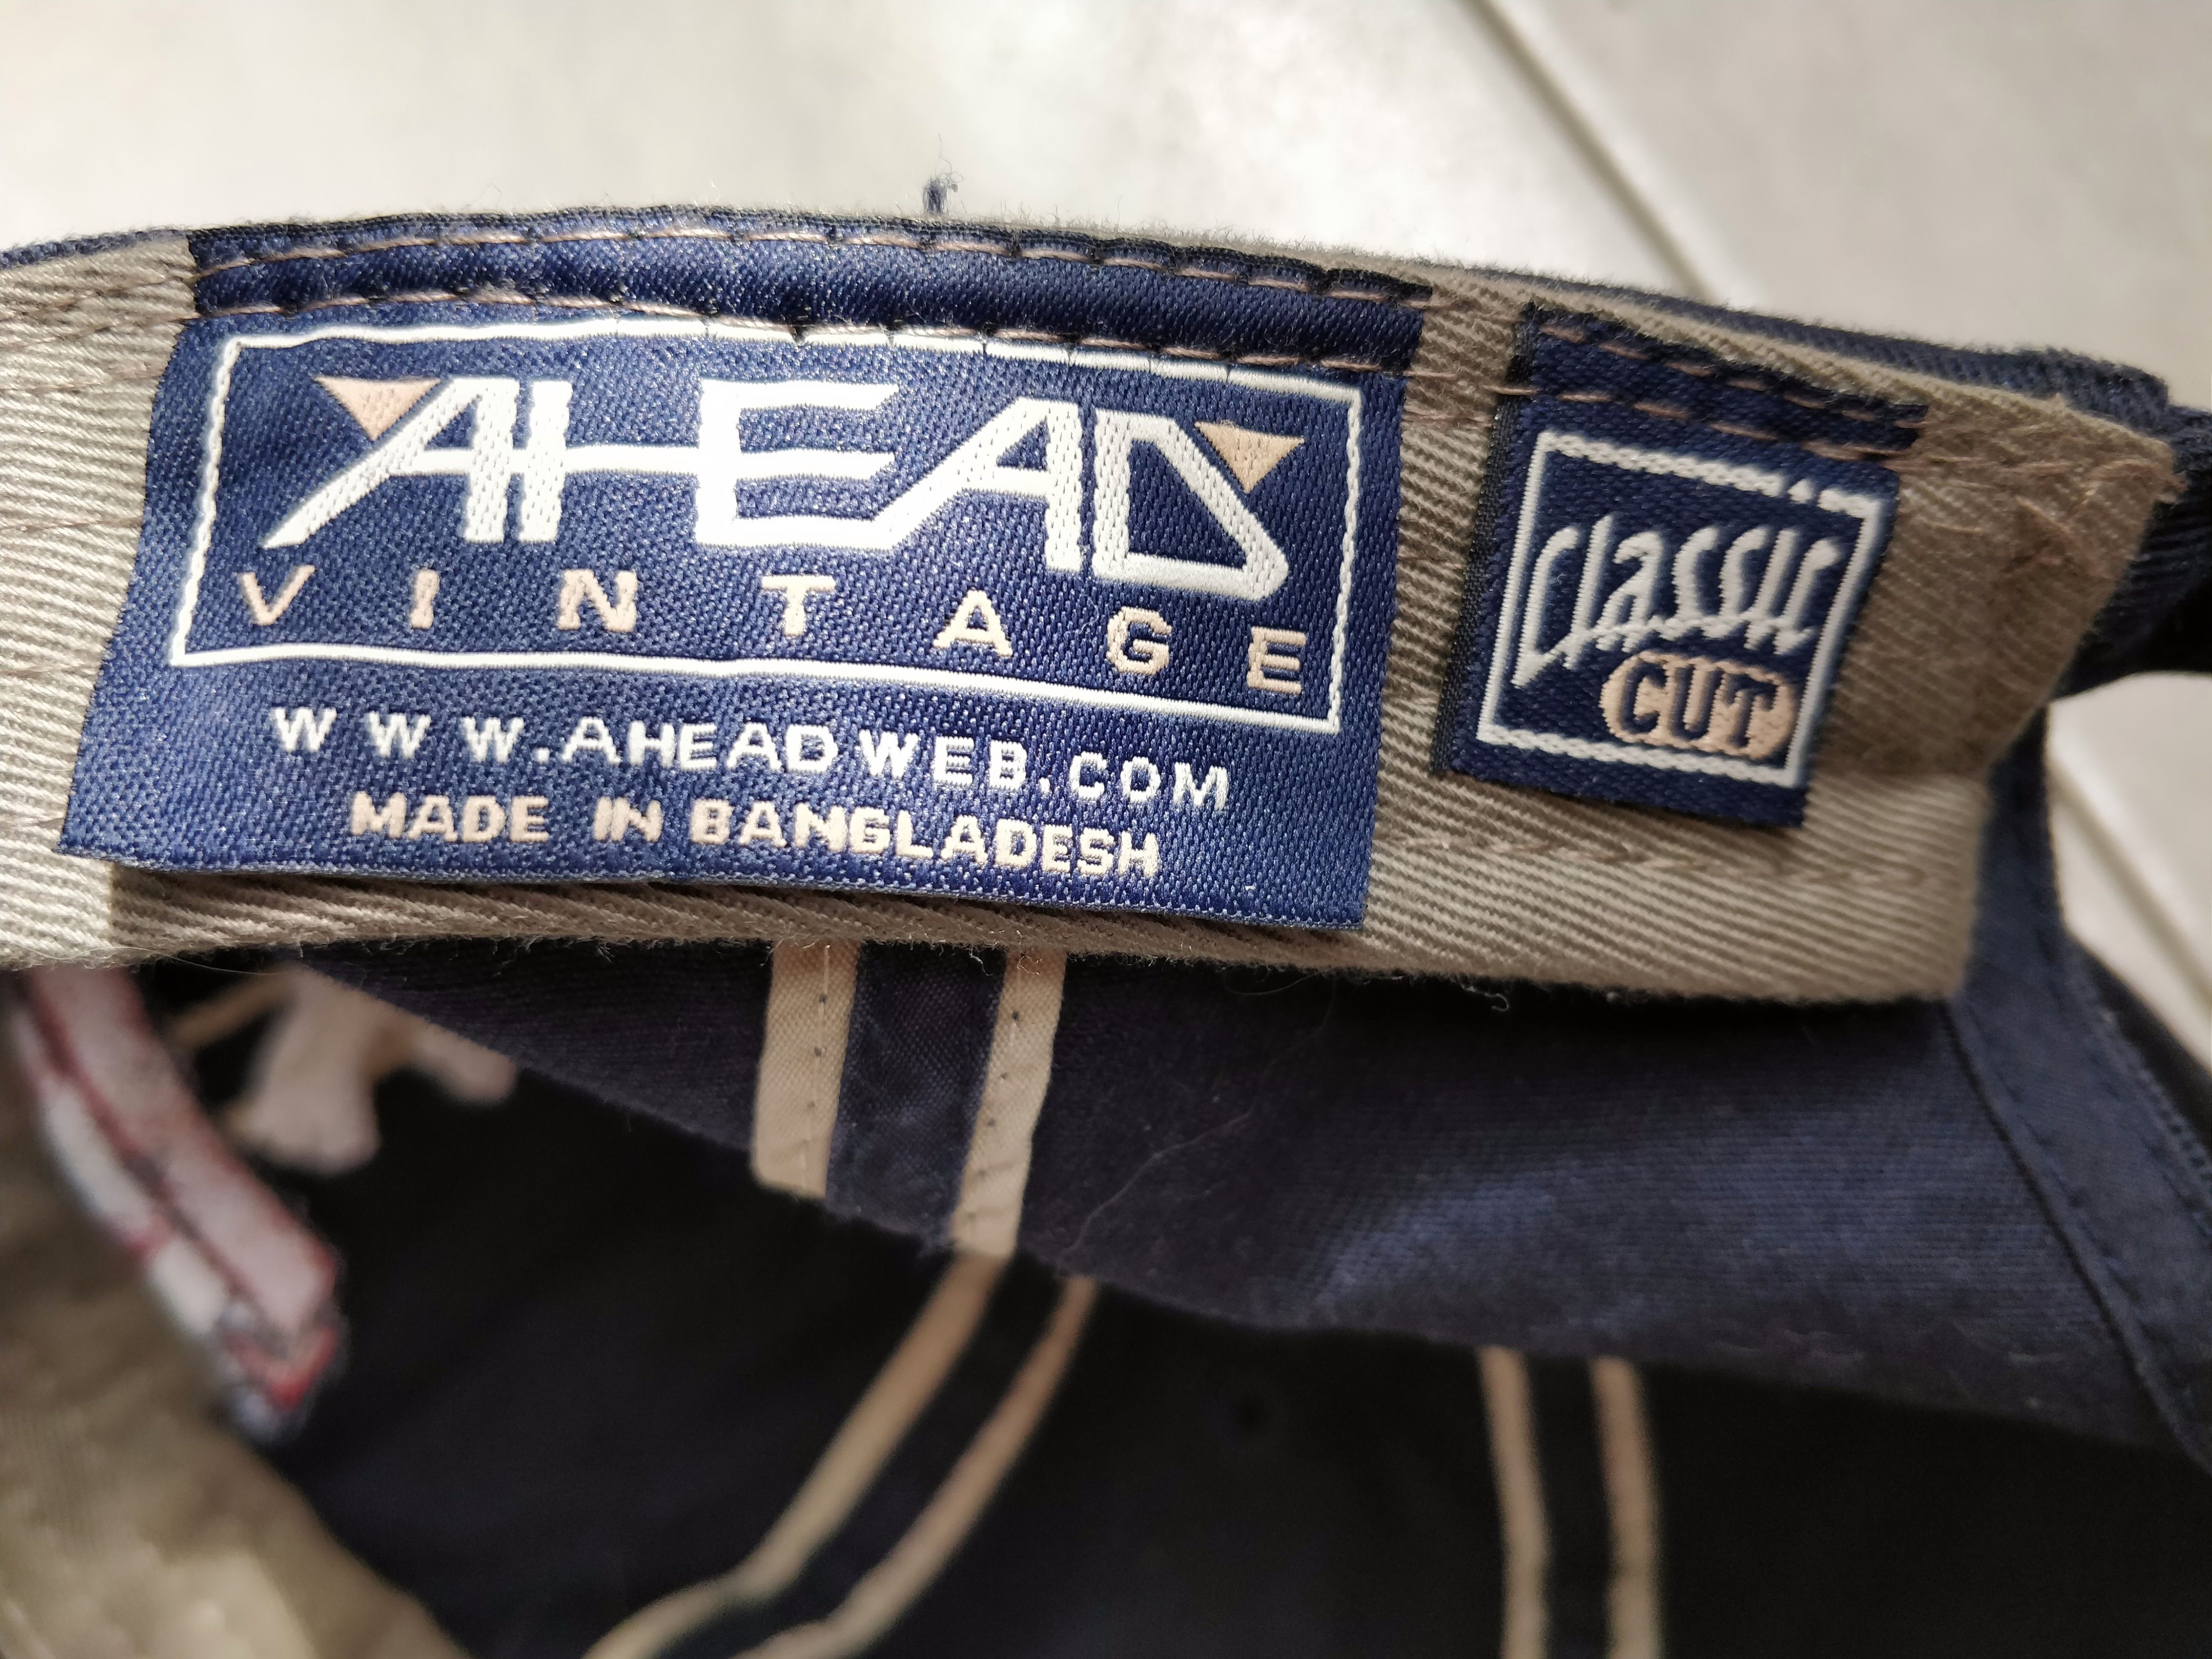 AHEAD
VINTAGE
WWW.AHEADWEB.COM
MADE IN BANGLADESH
classic
CUT